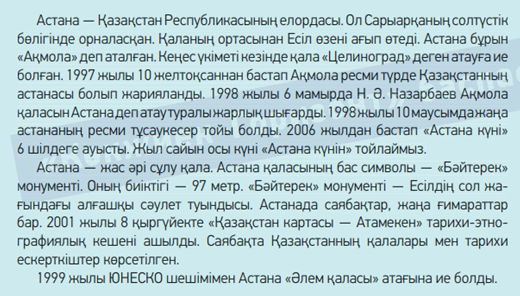 Астана — Қазақстан Республикасының елордасы. Ол Сарыарқаның солтүстік
бөлігінде орналасқан. Қаланың ортасынан Есіл өзені ағып өтеді. Астана бұрын
«Ақмола» деп аталған. Кеңес үкіметі кезінде қала «Целиноград» деген атауға ие
болған. 1997 жылы 10 желтоқсаннан бастап Ақмола ресми түрде Қазақстанның
астанасы болып жарияланды. 1998 жылы 6 мамырда Н. Ә. Назарбаев Ақмола
қаласын Астана деп атау туралы жарлық шығарды. 1998 жылы 10 маусымда жаңа
астананың ресми тұсаукесер тойы болды. 2006 жылдан бастап «Астана күні»
6 шілдеге ауысты. Жыл сайын осы күні «Астана күнін» тойлаймыз.
Астана — жас әрі сұлу қала. Астана қаласының бас символы — «Бәйтерек»
монументі. Оның биіктігі — 97 метр. «Бәйтерек» монументі — Есілдің сол жа-
ғындағы алғашқы сәулет туындысы. Астанада саябақтар, жаңа ғимараттар
бар. 2001 жылы 8 қыргүйекте «Қазақстан картасы — Атамекен» тарихи-этно-
графиялық кешені ашылды. Саябақта Қазақстанның қалалары мен тарихи
ескерткіштер көрсетілген.
1999 жылы ЮНЕСКО шешімімен Астана «Әлем қаласы» атағына ие болды.